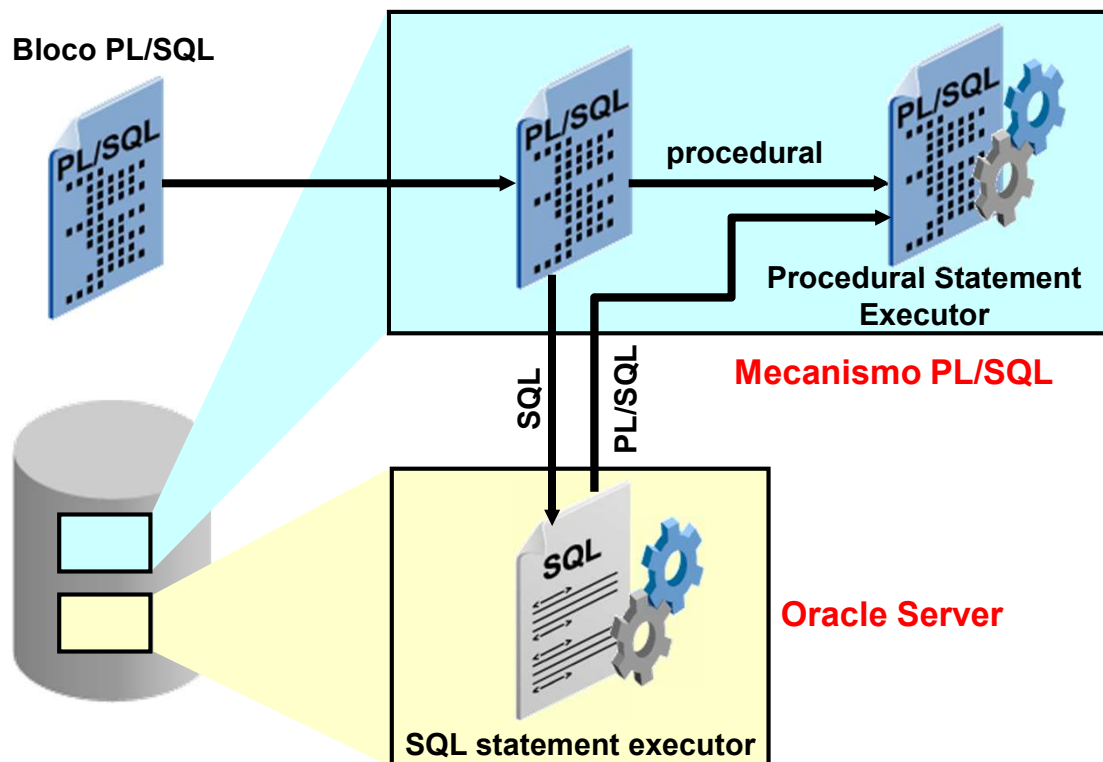 Bloco PL/SQL
PL/SQL
PL/SQL
procedural
PL/SQL
Procedural Statement
Executor
Mecanismo PL/SQL
SQL
PL/SQL
SQL
Oracle Server
SQL statement executor